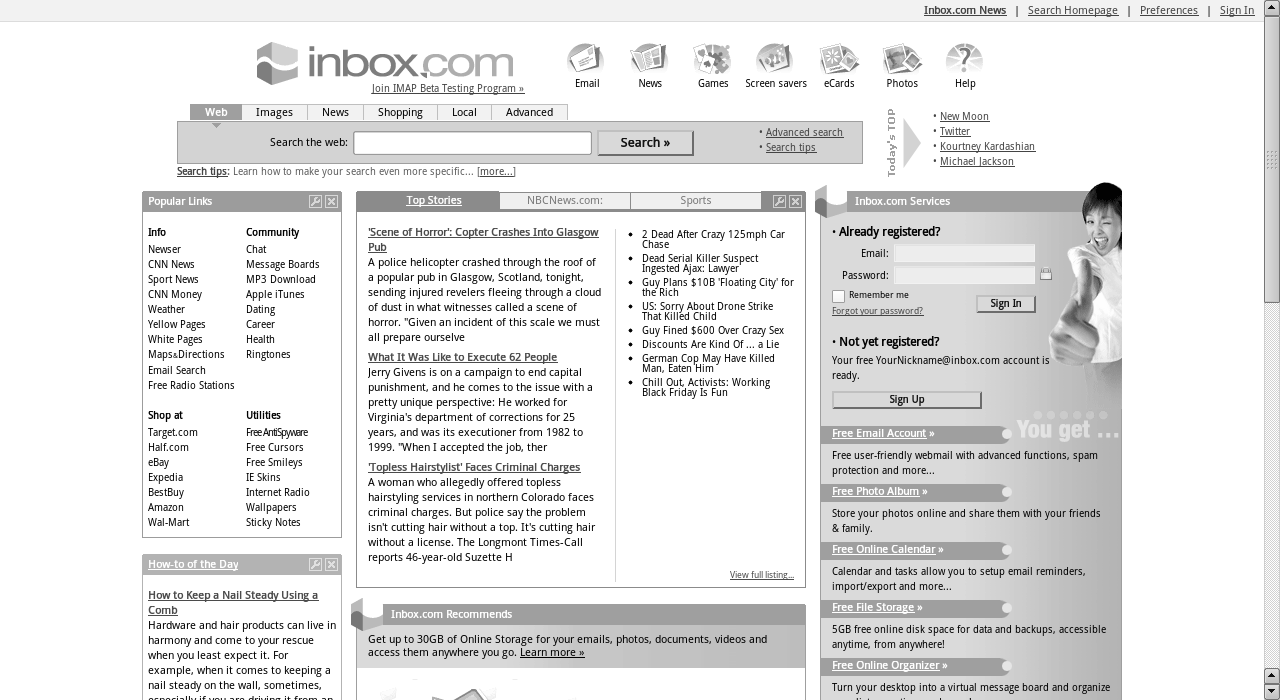 Inbox.com News | Search Homepage | Preferences | Sign In
inbox.com
Join IMAP Beta Testing Program »
Email
News
Games
Screen savers
eCards
Photos
Help
Web
Images
News
Shopping
Local
Advanced
Search the web:
Search »
• Advanced search
• Search tips
Search tips: Learn how to make your search even more specific... [more...]
Today's TOP
• New Moon
• Twitter
• Kourtney Kardashian
• Michael Jackson
Popular Links
Info
Newser
CNN News
Sport News
CNN Money
Weather
Yellow Pages
White Pages
Maps&Directions
Email Search
Free Radio Stations
Community
Chat
Message Boards
MP3 Download
Apple iTunes
Dating
Career
Health
Ringtones
Shop at
Target.com
Half.com
eBay
Expedia
BestBuy
Amazon
Wal-Mart
Utilities
Free AntiSpyware
Free Cursors
Free Smileys
IE Skins
Internet Radio
Wallpapers
Sticky Notes
How-to of the Day
How to Keep a Nail Steady Using a
Comb
Hardware and hair products can live in
harmony and come to your rescue
when you least expect it. For
example, when it comes to keeping a
nail steady on the wall, sometimes,
especially if you are driving it from an
Top Stories
NBCNews.com:
Sports
'Scene of Horror': Copter Crashes Into Glasgow
Pub
A police helicopter crashed through the roof of
a popular pub in Glasgow, Scotland, tonight,
sending injured revelers fleeing through a cloud
of dust in what witnesses called a scene of
horror. "Given an incident of this scale we must
all prepare ourselve
What It Was Like to Execute 62 People
Jerry Givens is on a campaign to end capital
punishment, and he comes to the issue with a
pretty unique perspective: He worked for
Virginia's department of corrections for 25
years, and was its executioner from 1982 to
1999. "When I accepted the job, ther
'Topless Hairstylist' Faces Criminal Charges
A woman who allegedly offered topless
hairstyling services in northern Colorado faces
criminal charges. But police say the problem
isn't cutting hair without a top. It's cutting hair
without a license. The Longmont Times-Call
reports 46-year-old Suzette H
• 2 Dead After Crazy 125mph Car
Chase
• Dead Serial Killer Suspect
Ingested Ajax: Lawyer
• Guy Plans $10B 'Floating City' for
the Rich
• US: Sorry About Drone Strike
That Killed Child
• Guy Fined $600 Over Crazy Sex
• Discounts Are Kind Of ... a Lie
• German Cop May Have Killed
Man, Eaten Him
• Chill Out, Activists: Working
Black Friday Is Fun
View full listing...
Inbox.com Recommends
Get up to 30GB of Online Storage for your emails, photos, documents, videos and
access them anywhere you go. Learn more »
Inbox.com Services
• Already registered?
Email:
Password:
Remember me
Sign In
Forgot your password?
• Not yet registered?
Your free YourNickname@inbox.com account is
ready.
Sign Up
You get ...
Free Email Account »
Free user-friendly webmail with advanced functions, spam
protection and more...
Free Photo Album »
Store your photos online and share them with your friends
& family.
Free Online Calendar »
Calendar and tasks allow you to setup email reminders,
import/export and more...
Free File Storage »
5GB free online disk space for data and backups, accessible
anytime, from anywhere!
Free Online Organizer »
Turn your desktop into a virtual message board and organize